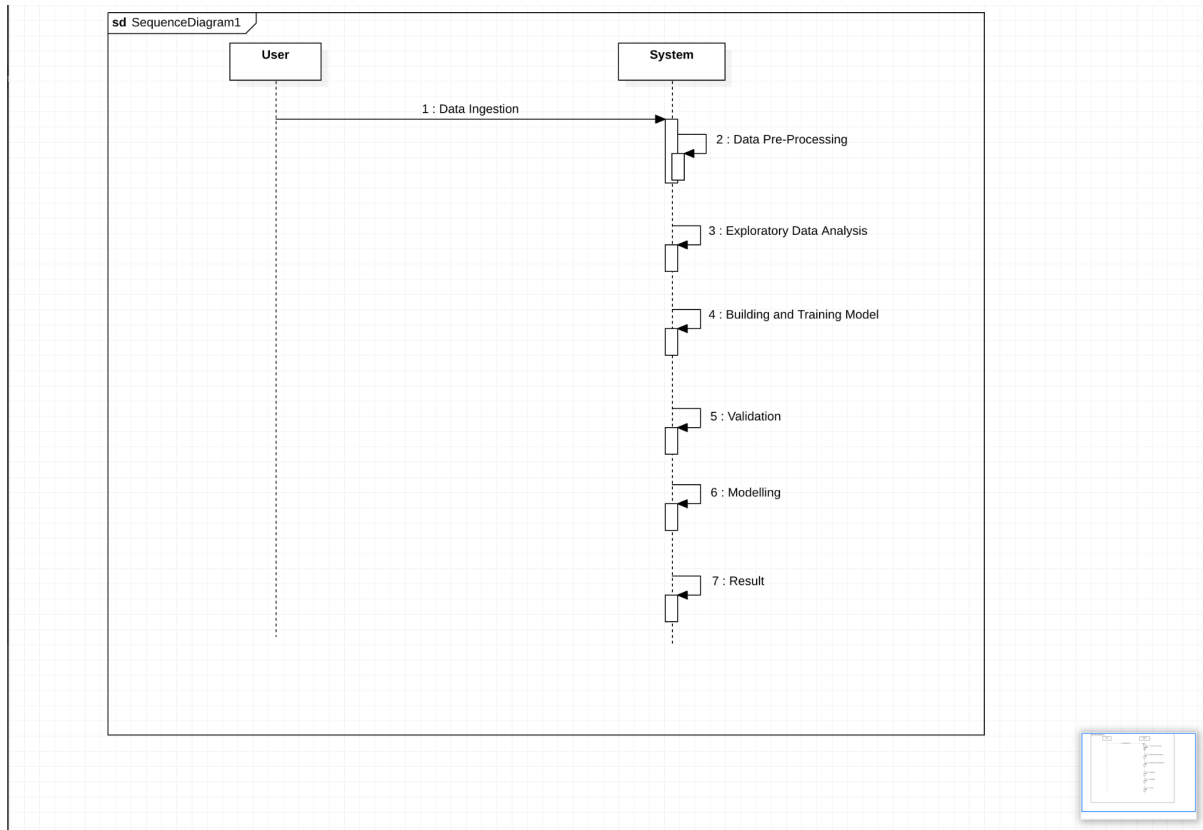 sd SequenceDiagram1
User
System
1 : Data Ingestion
2 : Data Pre-Processing
3 : Exploratory Data Analysis
4 : Building and Training Model
5 : Validation
6 : Modelling
7 : Result